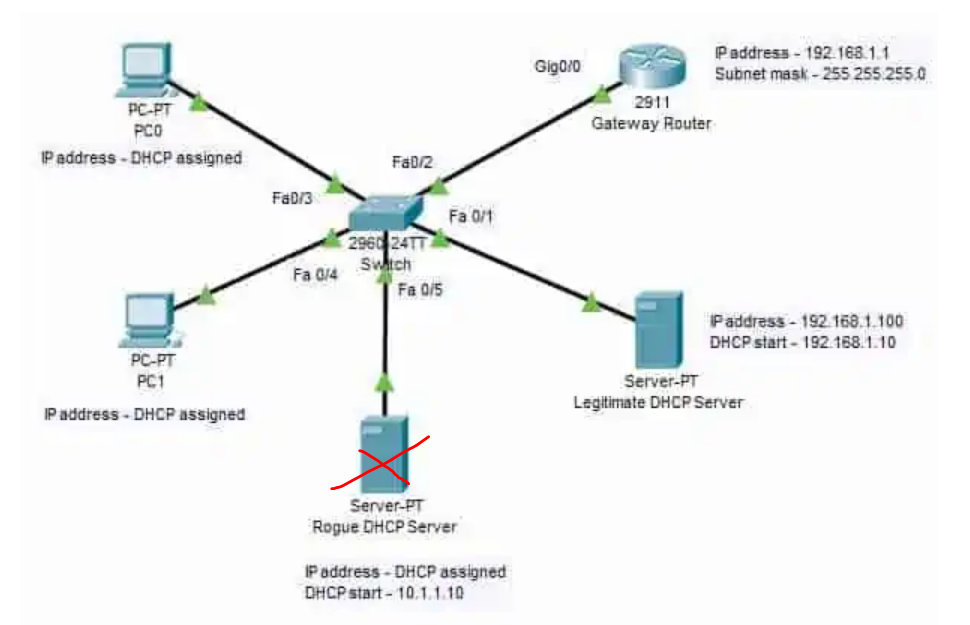 PC-PT
PC0
IP address - DHCP assigned
Gig0/0
2911
Gateway Router
IP address - 192.168.1.1
Subnet mask - 255.255.255.0
Fa0/2
Fa0/3
Fa 0/1
2960-24TT
Switch
Fa 0/4
Fa 0/5
PC-PT
PC1
IP address - DHCP assigned
IP address - 192.168.1.100
DHCP start - 192.168.1.10
Server-PT
Legitimate DHCP Server
Server-PT
Rogue DHCP Server
IP address - DHCP assigned
DHCP start - 10.1.1.10